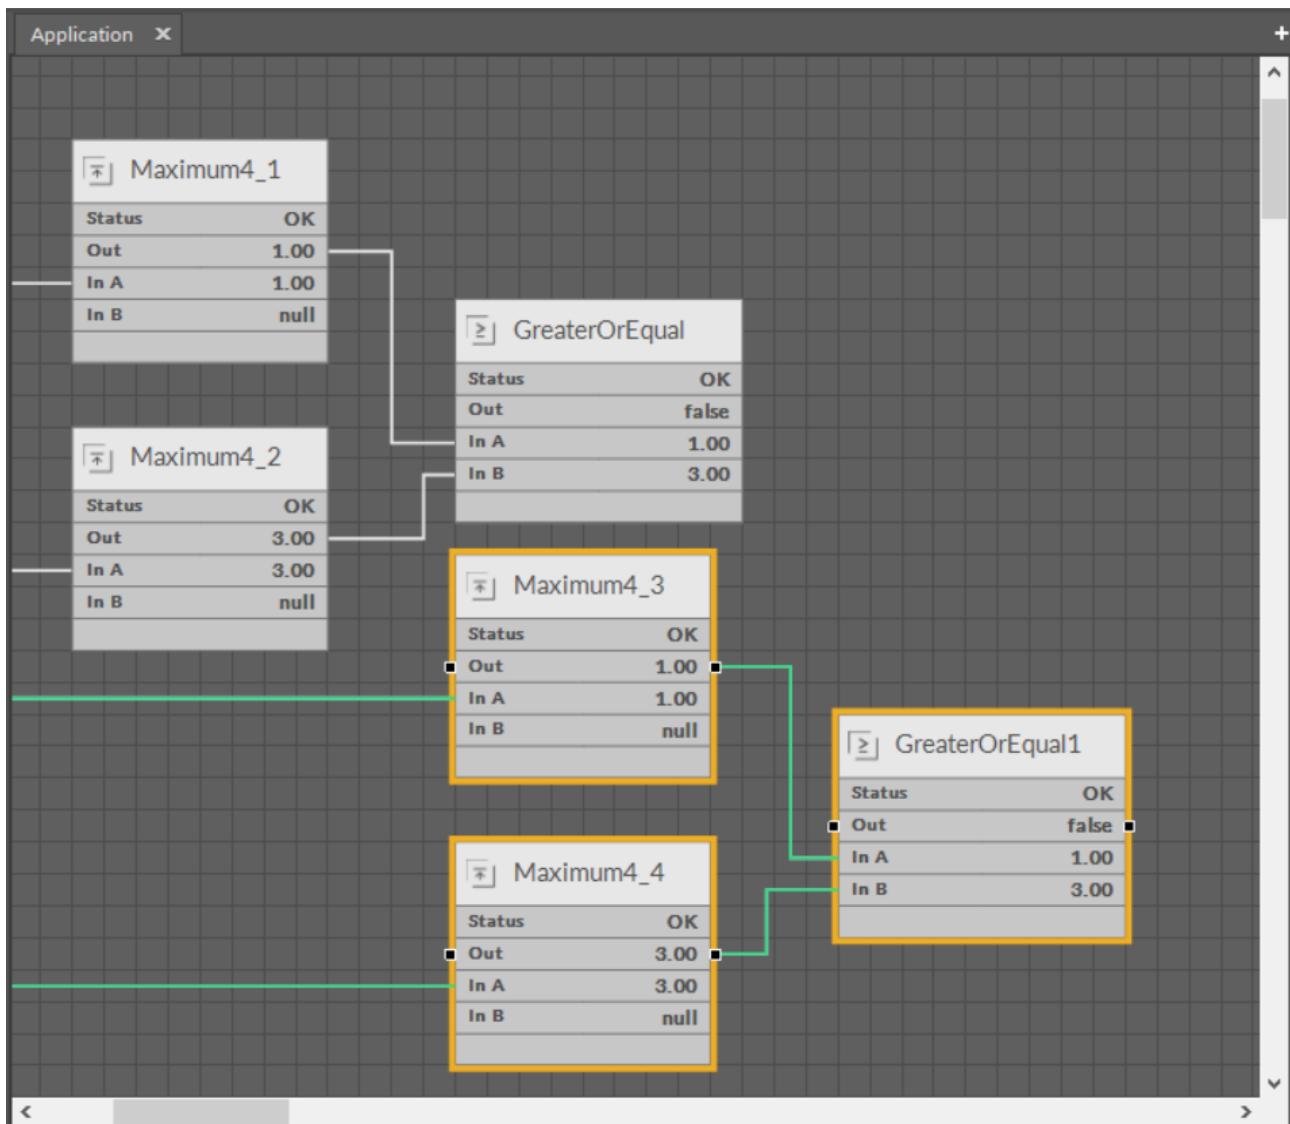 Application
Maximum4_1
Status OK
Out 1.00
In A 1.00
In B null
GreaterOrEqual
Status OK
Out false
In A 1.00
In B 3.00
Maximum4_2
Status OK
Out 3.00
In A 3.00
In B null
Maximum4_3
Status OK
Out 1.00
In A 1.00
In B null
GreaterOrEqual1
Status OK
Out false
In A 1.00
In B 3.00
Maximum4_4
Status OK
Out 3.00
In A 3.00
In B null